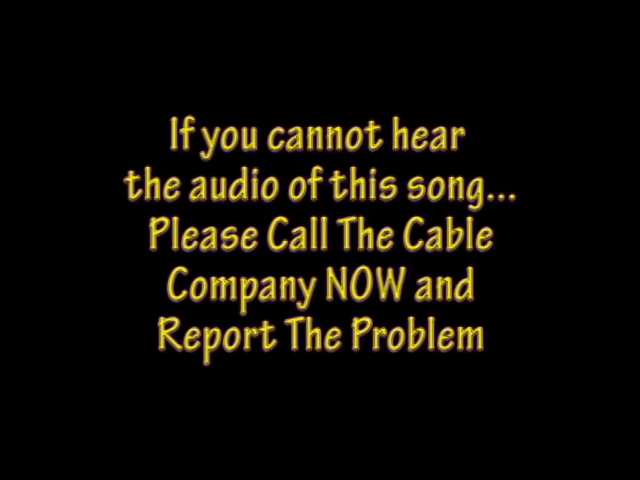 If you cannot hear
the audio of this song...
Please Call The Cable
Company NOW and
Report The Problem